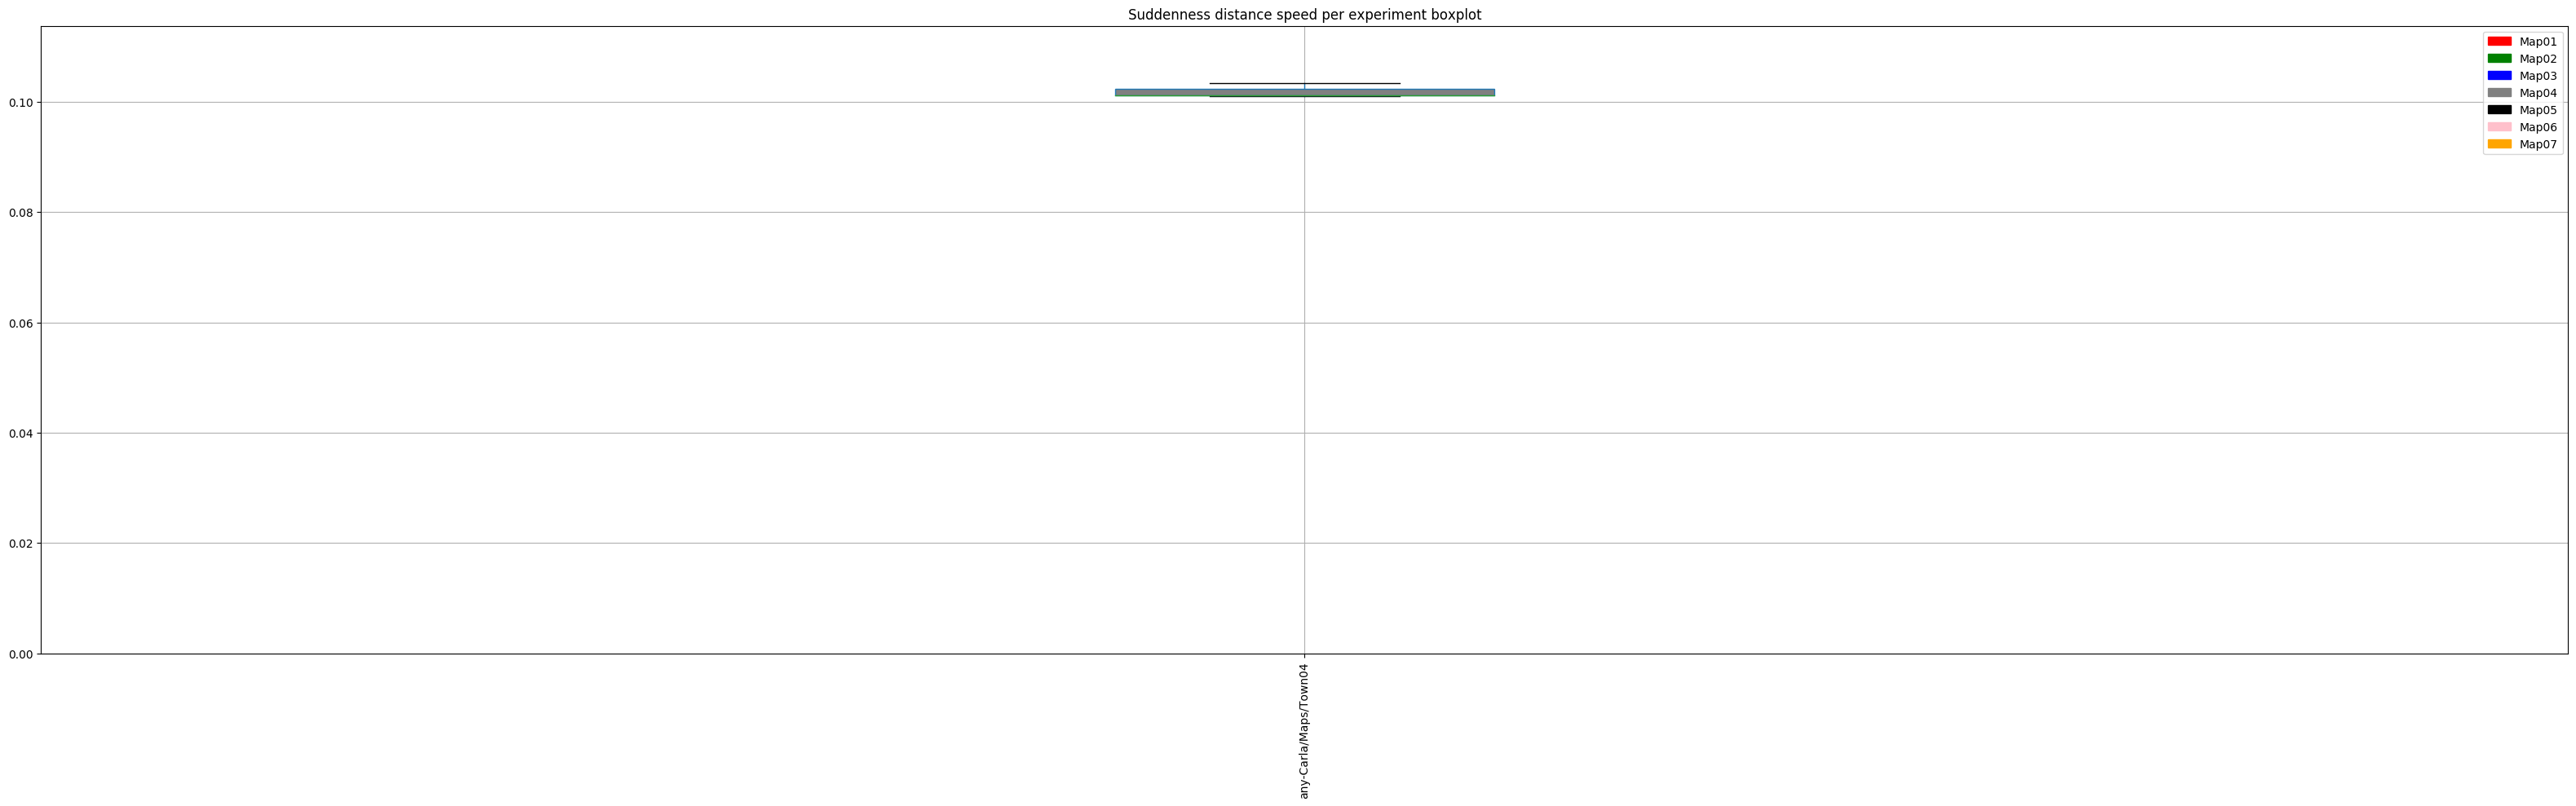 Suddenness distance speed per experiment boxplot
Map01
Map02
Map03
Map04
Map05
Map06
Map07
0.10
0.08
0.06
0.04
0.02
0.00
any-Carla/Maps/Town04